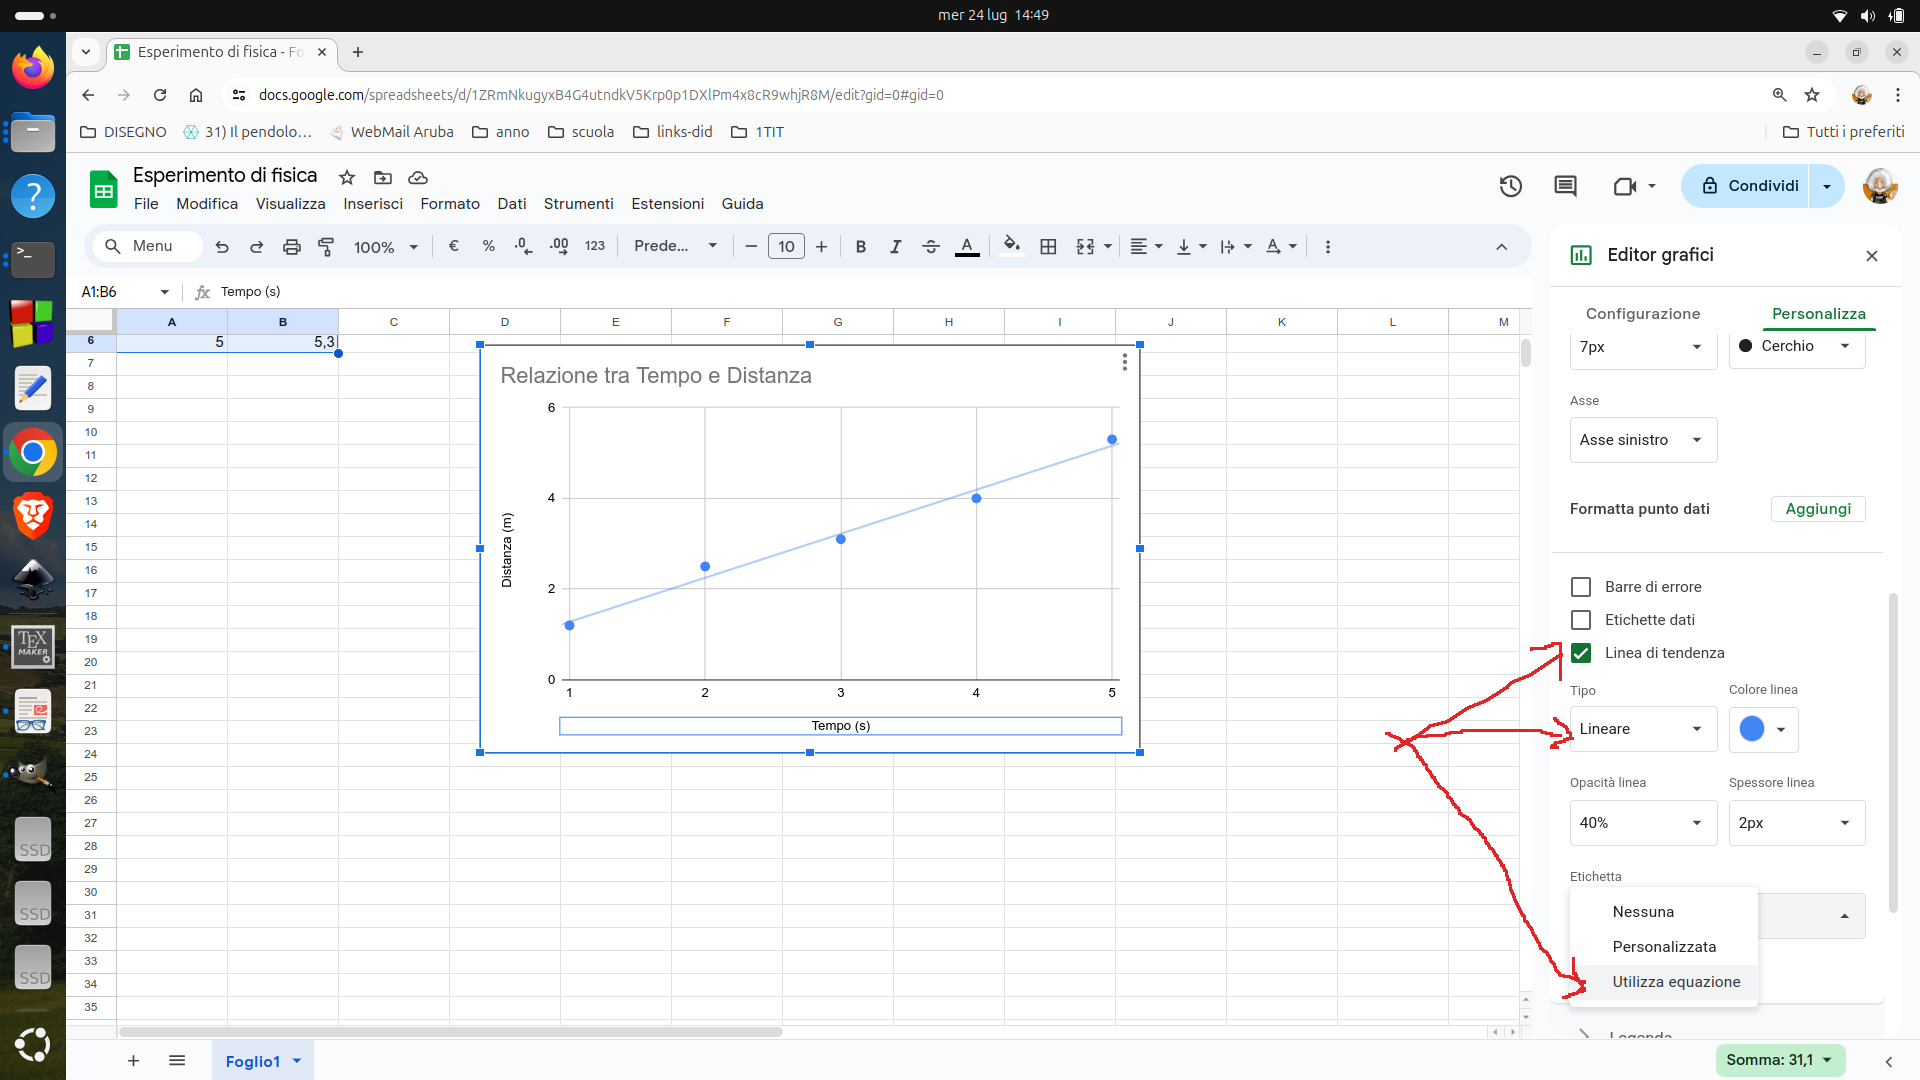 mer 24 lug 14:49
Esperimento di fisica - Fo
docs.google.com/spreadsheets/d/1ZRmNkugyxB4G4utndkV5Krp0p1DXlPm4x8cR9whjR8M/edit?gid=0#gid=0
DISEGNO 31) Il pendolo... WebMail Aruba anno scuola links-did 1TIT Tutti i preferiti
Esperimento di fisica
File Modifica Visualizza Inserisci Formato Dati Strumenti Estensioni Guida
Condividi
Menu 100% € % .0 .00 123 Prede... 10 B I S A
A1:B6 fx Tempo (s)
A B C D E F G H I J K L M
6 5 5,3
7
8
9
10
11
12
13
14
15
16
17
18
19
20
21
22
23
24
25
26
27
28
29
30
31
32
33
34
35
Relazione tra Tempo e Distanza
Distanza (m)
6
4
2
0
1 2 3 4 5
Tempo (s)
Editor grafici
Configurazione Personalizza
7px Cerchio
Asse
Asse sinistro
Formatta punto dati Aggiungi
Barre di errore
Etichette dati
Linea di tendenza
Tipo Colore linea
Lineare
Opacità linea Spessore linea
40% 2px
Etichetta
Nessuna
Personalizzata
Utilizza equazione
Legenda
Foglio1
Somma: 31,1
TEX
MAKER
SSD
SSD
SSD